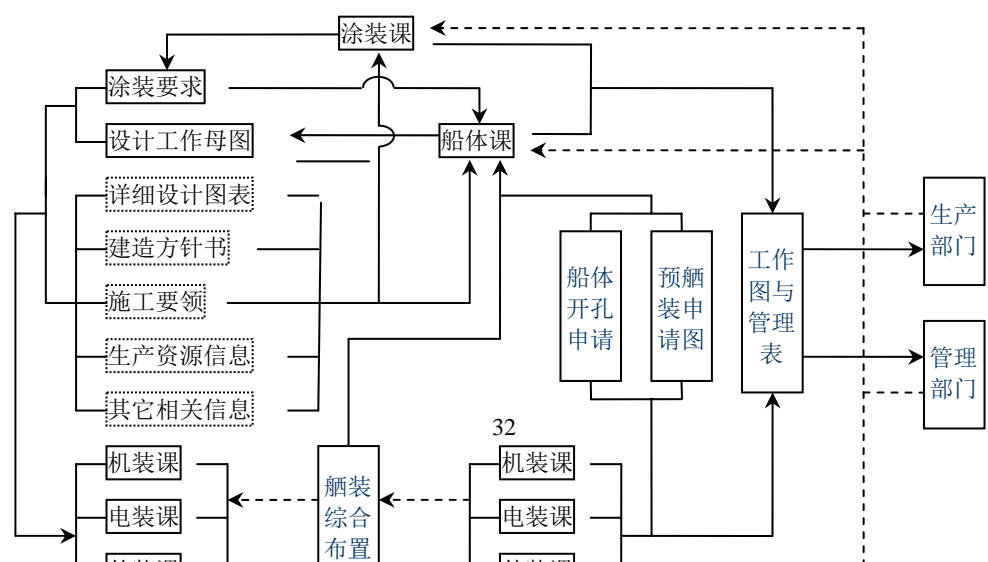 涂装课
涂装要求
设计工作母图
船体课
详细设计图表
建造方针书
施工要领
生产资源信息
其它相关信息
船体
开孔
申请
预舾
装申
请图
工作
图与
管理
表
生产
部门
管理
部门
32
机装课
电装课
舾装
综合
布置
机装课
电装课